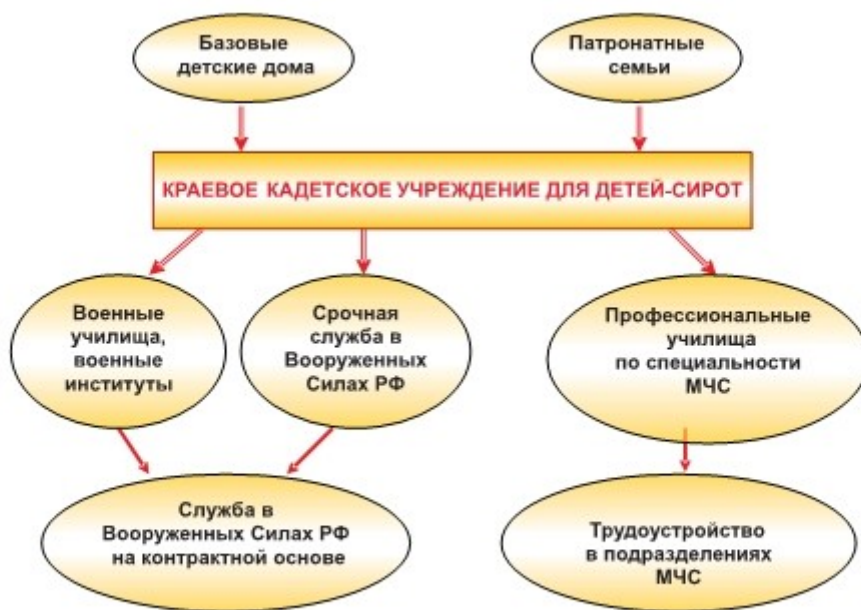 Базовые
детские дома
Патронатные
семьи
КРАЕВОЕ КАДЕТСКОЕ УЧРЕЖДЕНИЕ ДЛЯ ДЕТЕЙ-СИРОТ
Военные
училища,
военные
институты
Срочная
служба в
Вооруженных
Силах РФ
Профессиональные
училища
по специальности
МЧС
Служба в
Вооруженных Силах РФ
на контрактной основе
Трудоустройство
в подразделениях
МЧС